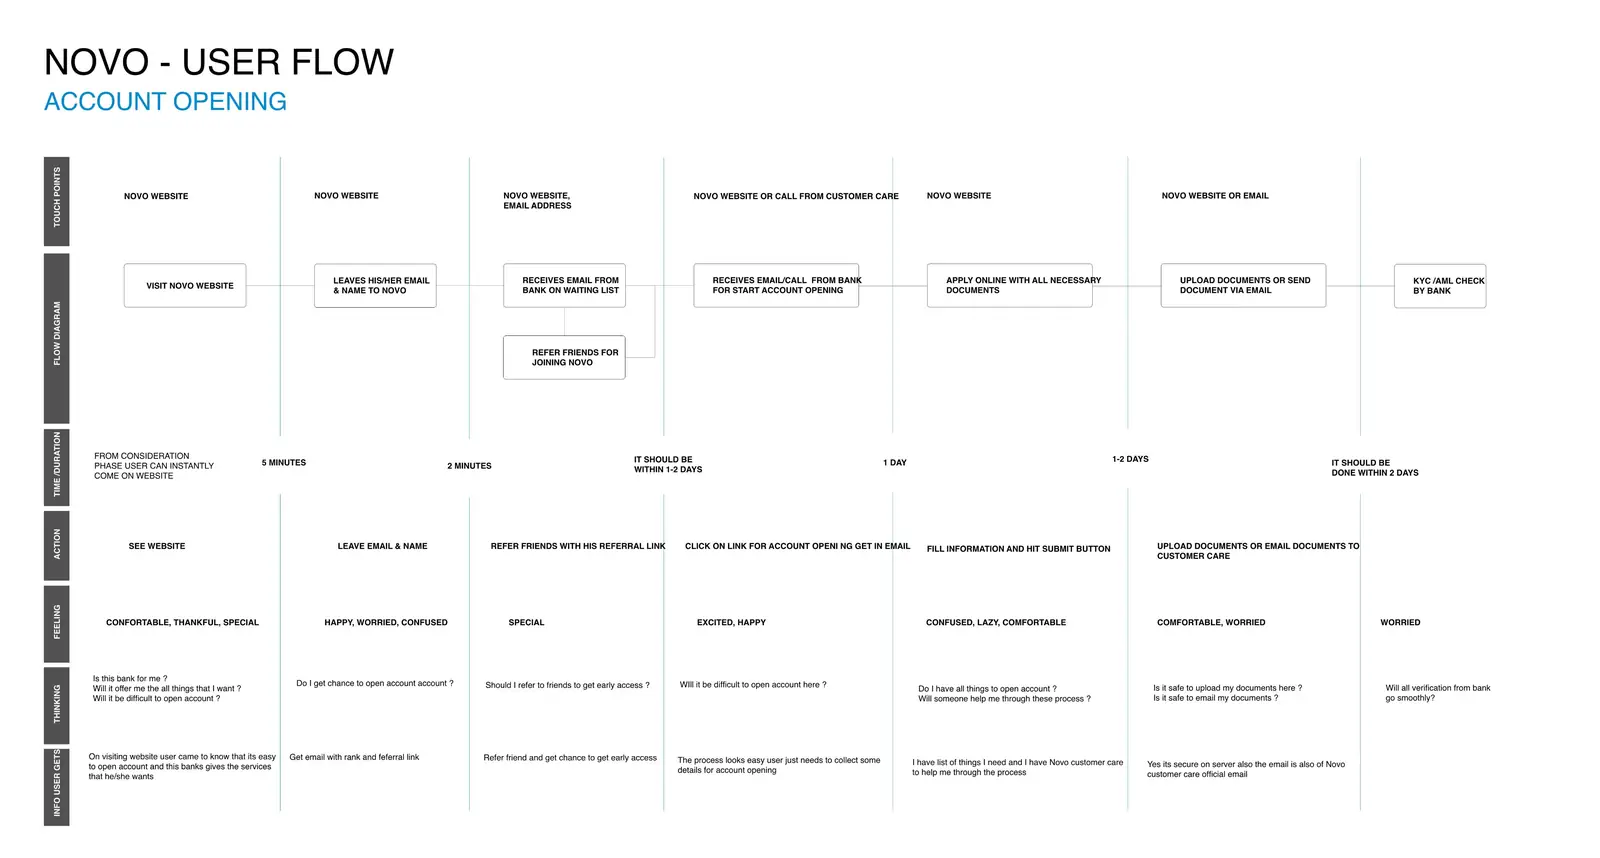 NOVO - USER FLOW
ACCOUNT OPENING
TOUCH POINTS
NOVO WEBSITE
NOVO WEBSITE
NOVO WEBSITE,
EMAIL ADDRESS
NOVO WEBSITE OR CALL FROM CUSTOMER CARE
NOVO WEBSITE
NOVO WEBSITE OR EMAIL
FLOW DIAGRAM
VISIT NOVO WEBSITE
LEAVES HIS/HER EMAIL
& NAME TO NOVO
RECEIVES EMAIL FROM
BANK ON WAITING LIST
REFER FRIENDS FOR
JOINING NOVO
RECEIVES EMAIL/CALL  FROM BANK
FOR START ACCOUNT OPENING
APPLY ONLINE WITH ALL NECESSARY
DOCUMENTS
UPLOAD DOCUMENTS OR SEND
DOCUMENT VIA EMAIL
KYC /AML CHECK
BY BANK
TIME /DURATION
FROM CONSIDERATION
PHASE USER CAN INSTANTLY
COME ON WEBSITE
5 MINUTES
2 MINUTES
IT SHOULD BE
WITHIN 1-2 DAYS
1 DAY
1-2 DAYS
IT SHOULD BE
DONE WITHIN 2 DAYS
ACTION
SEE WEBSITE
LEAVE EMAIL & NAME
REFER FRIENDS WITH HIS REFERRAL LINK
CLICK ON LINK FOR ACCOUNT OPENI NG GET IN EMAIL
FILL INFORMATION AND HIT SUBMIT BUTTON
UPLOAD DOCUMENTS OR EMAIL DOCUMENTS TO
CUSTOMER CARE
FEELING
CONFORTABLE, THANKFUL, SPECIAL
HAPPY, WORRIED, CONFUSED
SPECIAL
EXCITED, HAPPY
CONFUSED, LAZY, COMFORTABLE
COMFORTABLE, WORRIED
WORRIED
THINKING
Is this bank for me ?
Will it offer me the all things that I want ?
Will it be difficult to open account ?
Do I get chance to open account account ?
Should I refer to friends to get early access ?
WIll it be difficult to open account here ?
Do I have all things to open account ?
Will someone help me through these process ?
Is it safe to upload my documents here ?
Is it safe to email my documents ?
Will all verification from bank
go smoothly?
INFO USER GETS
On visiting website user came to know that its easy
to open account and this banks gives the services
that he/she wants
Get email with rank and feferral link
Refer friend and get chance to get early access
The process looks easy user just needs to collect some
details for account opening
I have list of things I need and I have Novo customer care
to help me through the process
Yes its secure on server also the email is also of Novo
customer care official email